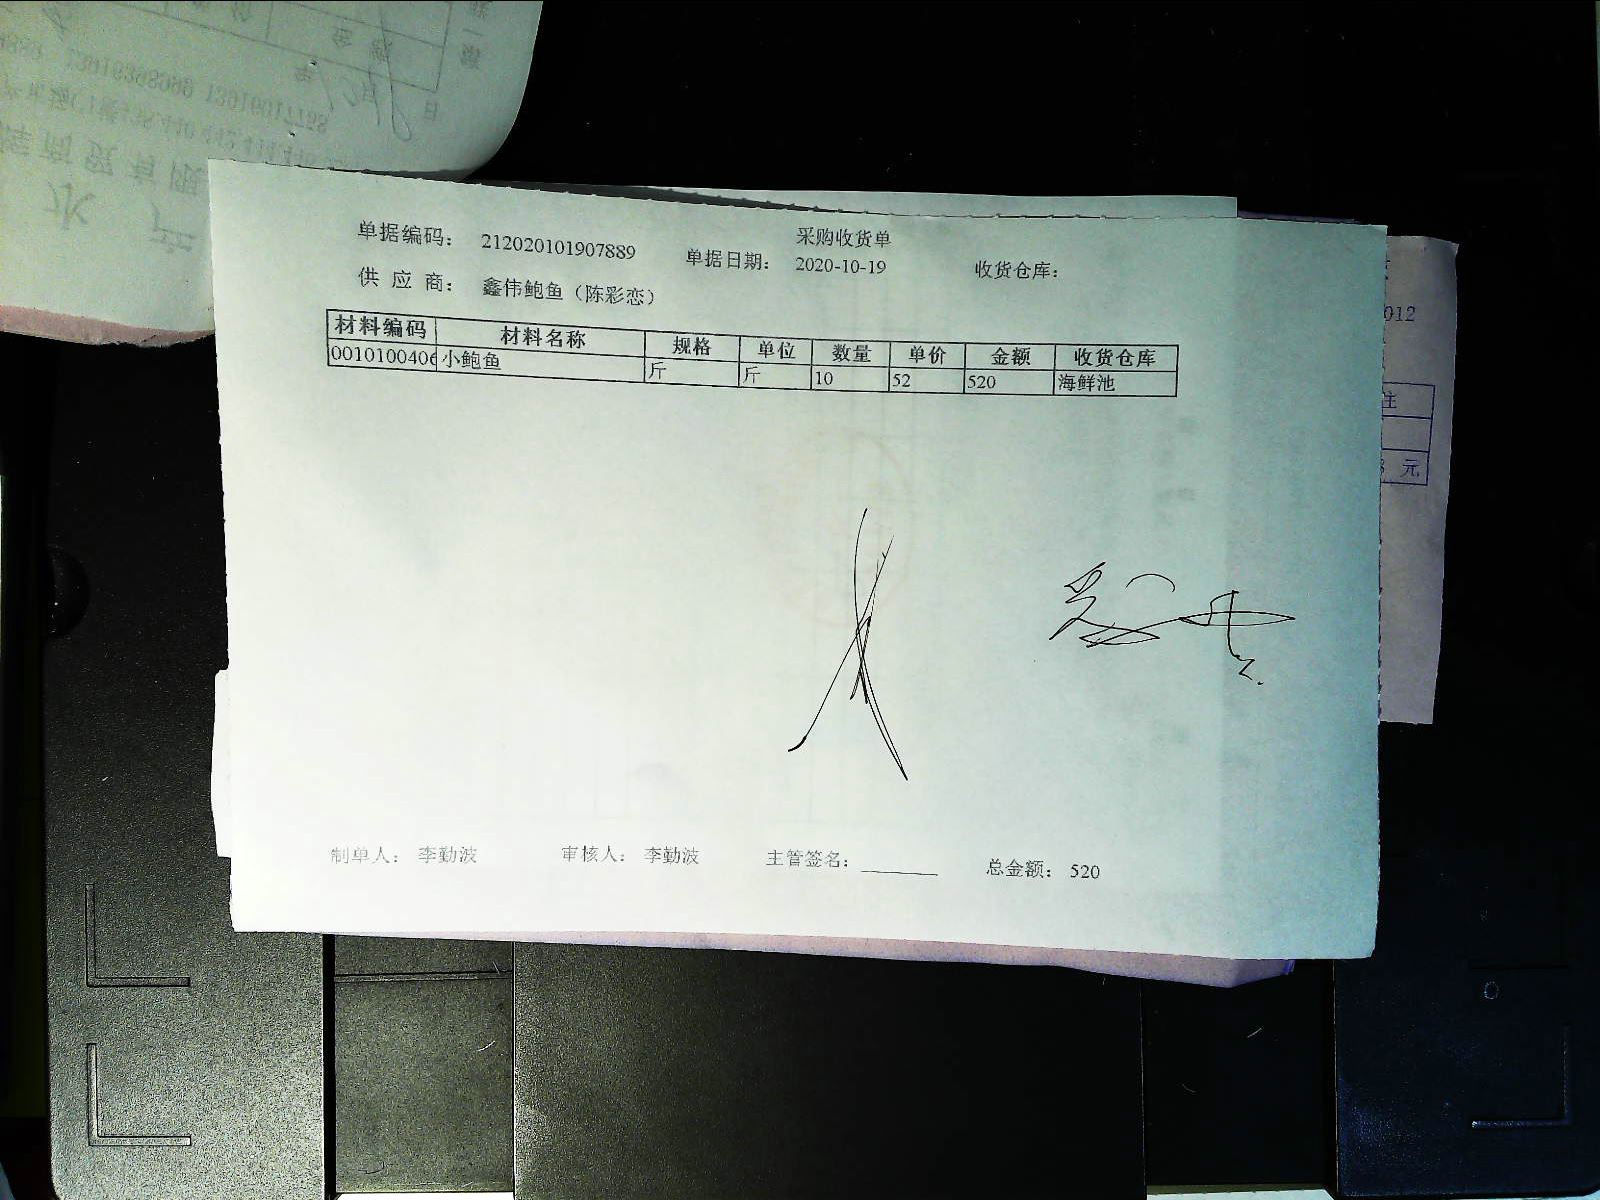 采购收货单
单据编码： 212020101907889 单据日期： 2020-10-19 收货仓库：
供 应 商： 鑫伟鲍鱼（陈彩恋）
材料编码 材料名称 规格 单位 数量 单价 金额 收货仓库
0010100406 小鲍鱼 斤 斤 10 52 520 海鲜池
制单人： 李勤波 审核人： 李勤波 主管签名： 总金额： 520
012
注
元